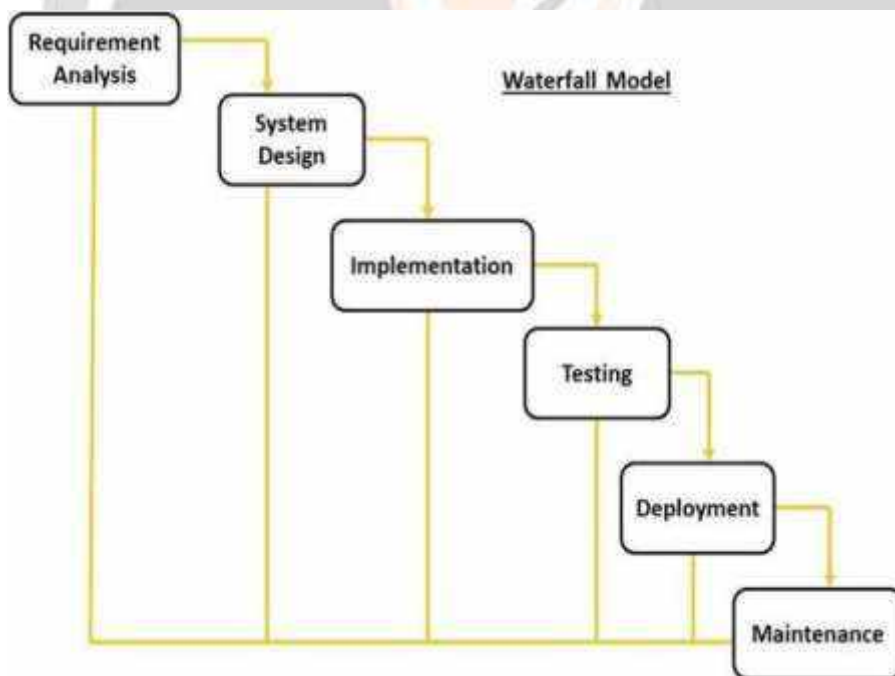 Requirement
Analysis
Waterfall Model
System
Design
Implementation
Testing
Deployment
Maintenance